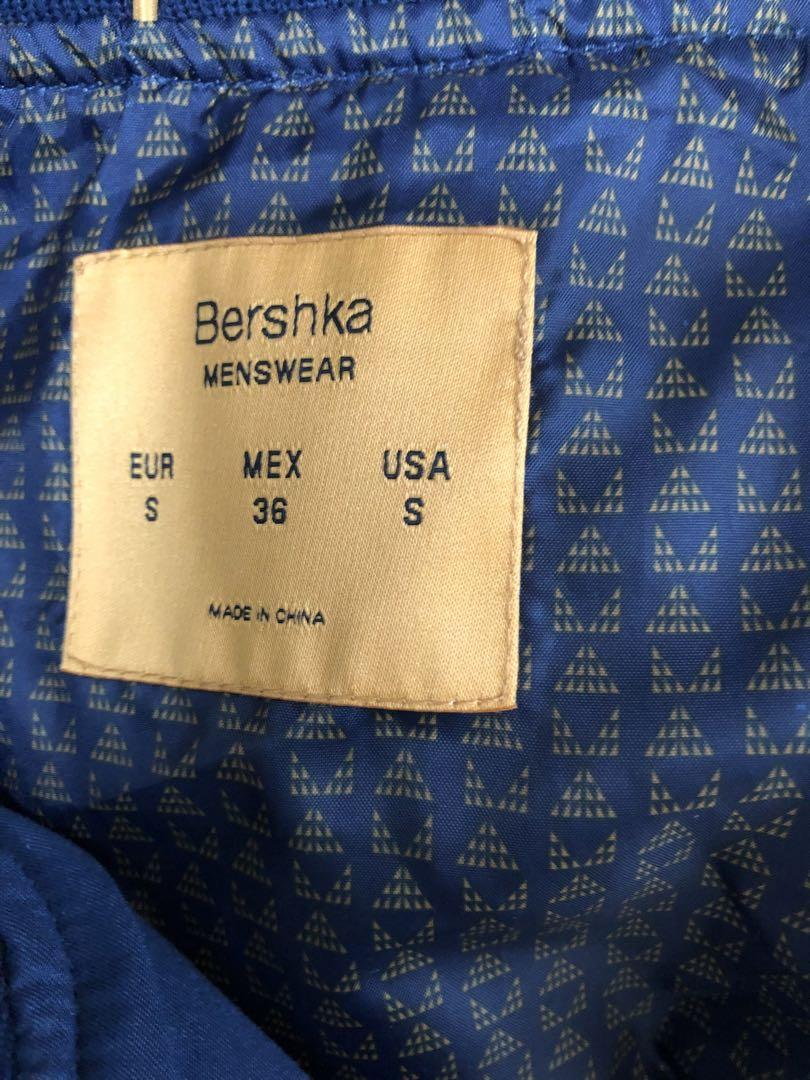 Bershka
MENSWEAR
EUR MEX USA
S 36 S
MADE IN CHINA